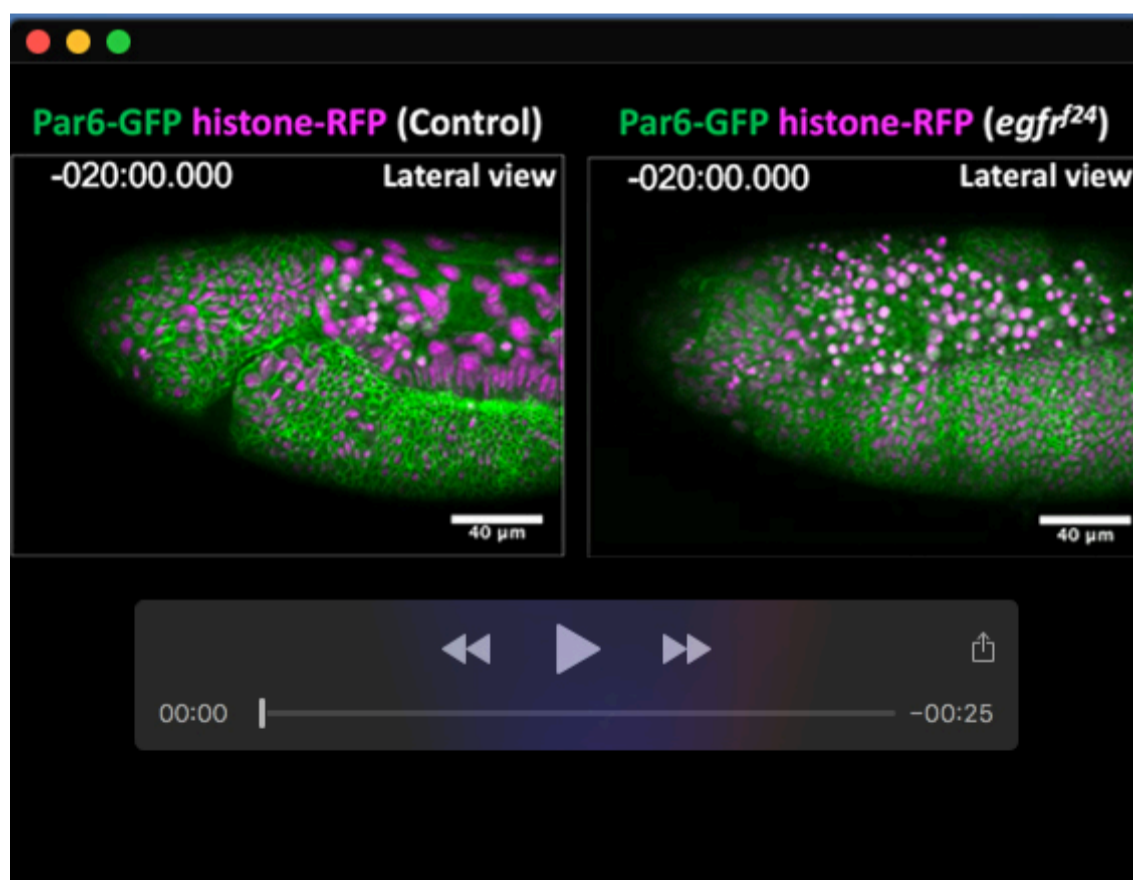 Par6-GFP histone-RFP (Control)
Par6-GFP histone-RFP (egfrᶠ²⁴)
-020:00.000 Lateral view
-020:00.000 Lateral view
40 µm
40 µm
00:00 -00:25